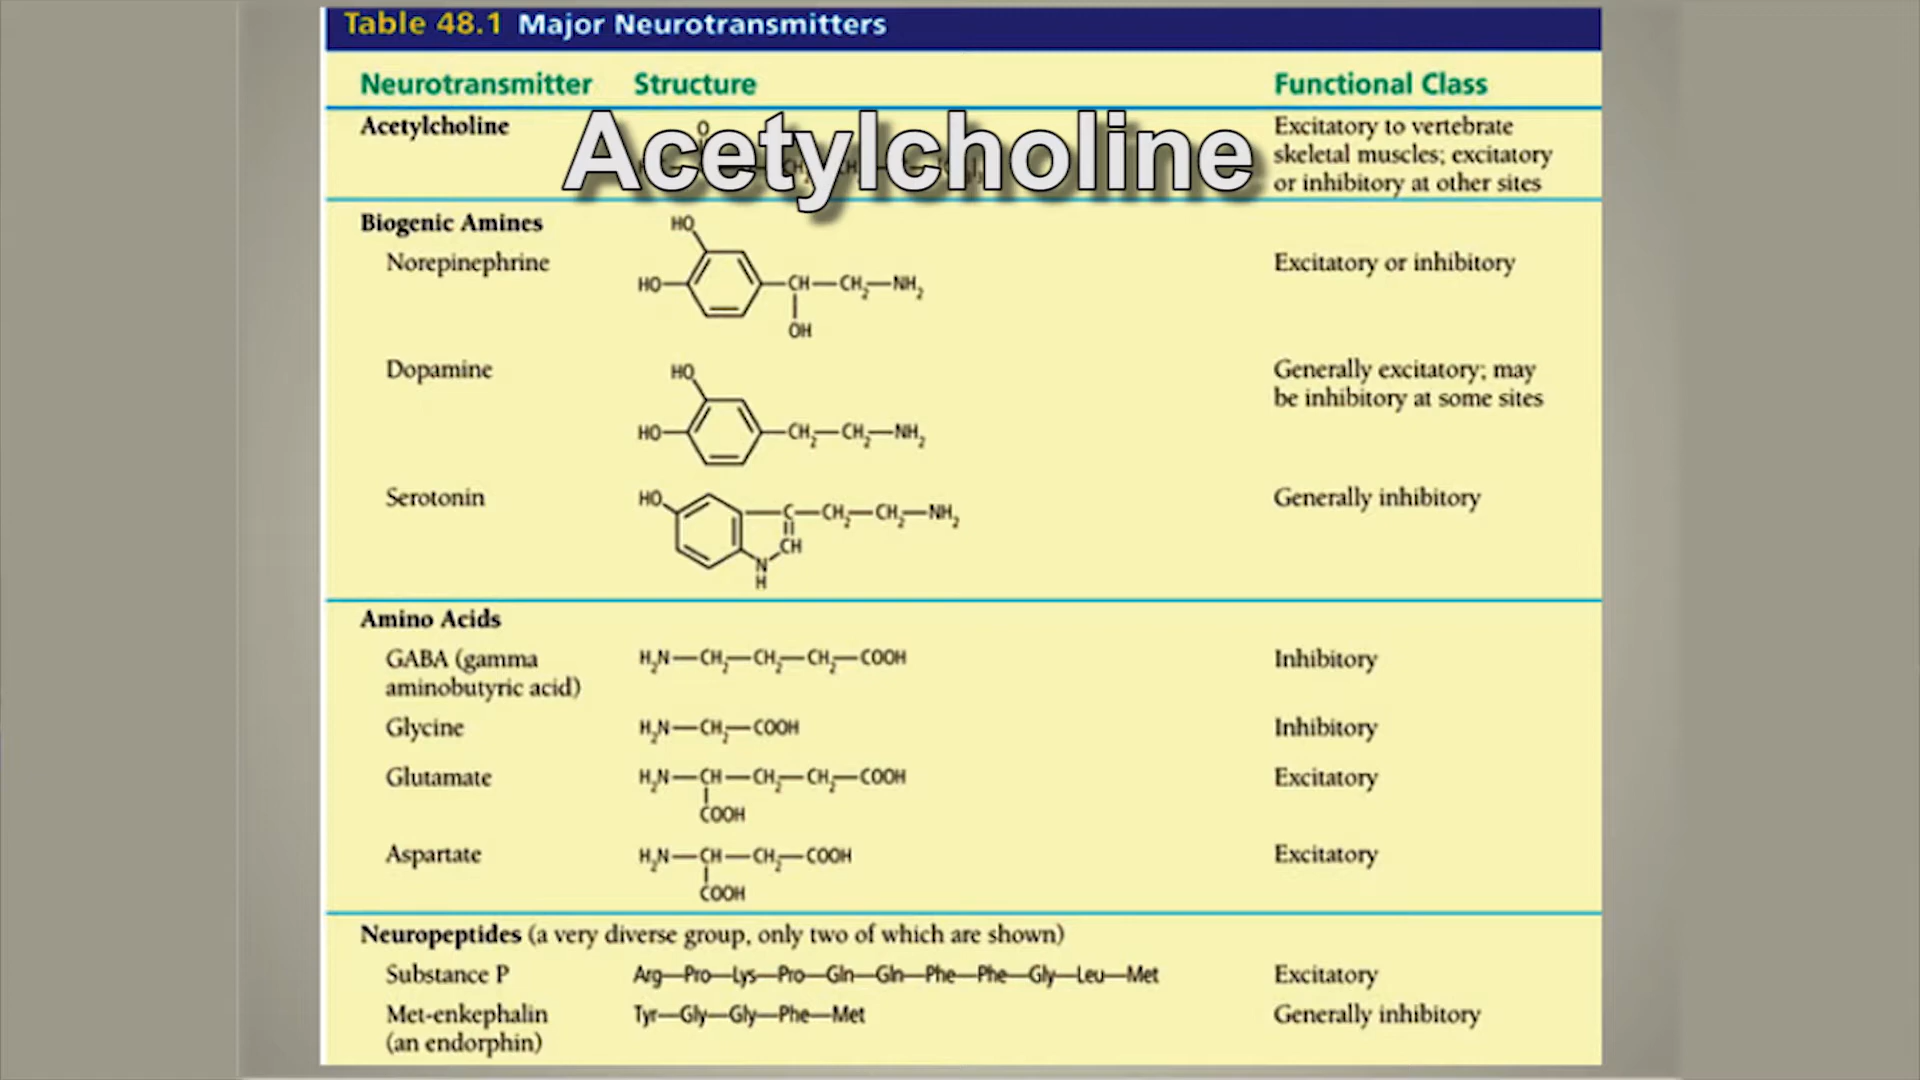 Table 48.1 Major Neurotransmitters
Neurotransmitter Structure Functional Class
Acetylcholine Acetylcholine Excitatory to vertebrate
skeletal muscles; excitatory
or inhibitory at other sites
Biogenic Amines
HO
Norepinephrine HO—CH—CH₂—NH₂ Excitatory or inhibitory
OH
HO
Dopamine HO—CH₂—CH₂—NH₂ Generally excitatory; may
be inhibitory at some sites
Serotonin HO Generally inhibitory
C—CH₂—CH₂—NH₂
CH
N
H
Amino Acids
GABA (gamma H₂N—CH₂—CH₂—CH₂—COOH Inhibitory
aminobutyric acid)
Glycine H₂N—CH₂—COOH Inhibitory
Glutamate H₂N—CH—CH₂—CH₂—COOH Excitatory
COOH
Aspartate H₂N—CH—CH₂—COOH Excitatory
COOH
Neuropeptides (a very diverse group, only two of which are shown)
Substance P Arg—Pro—Lys—Pro—Gln—Gln—Phe—Phe—Gly—Leu—Met Excitatory
Met-enkephalin Tyr—Gly—Gly—Phe—Met Generally inhibitory
(an endorphin)